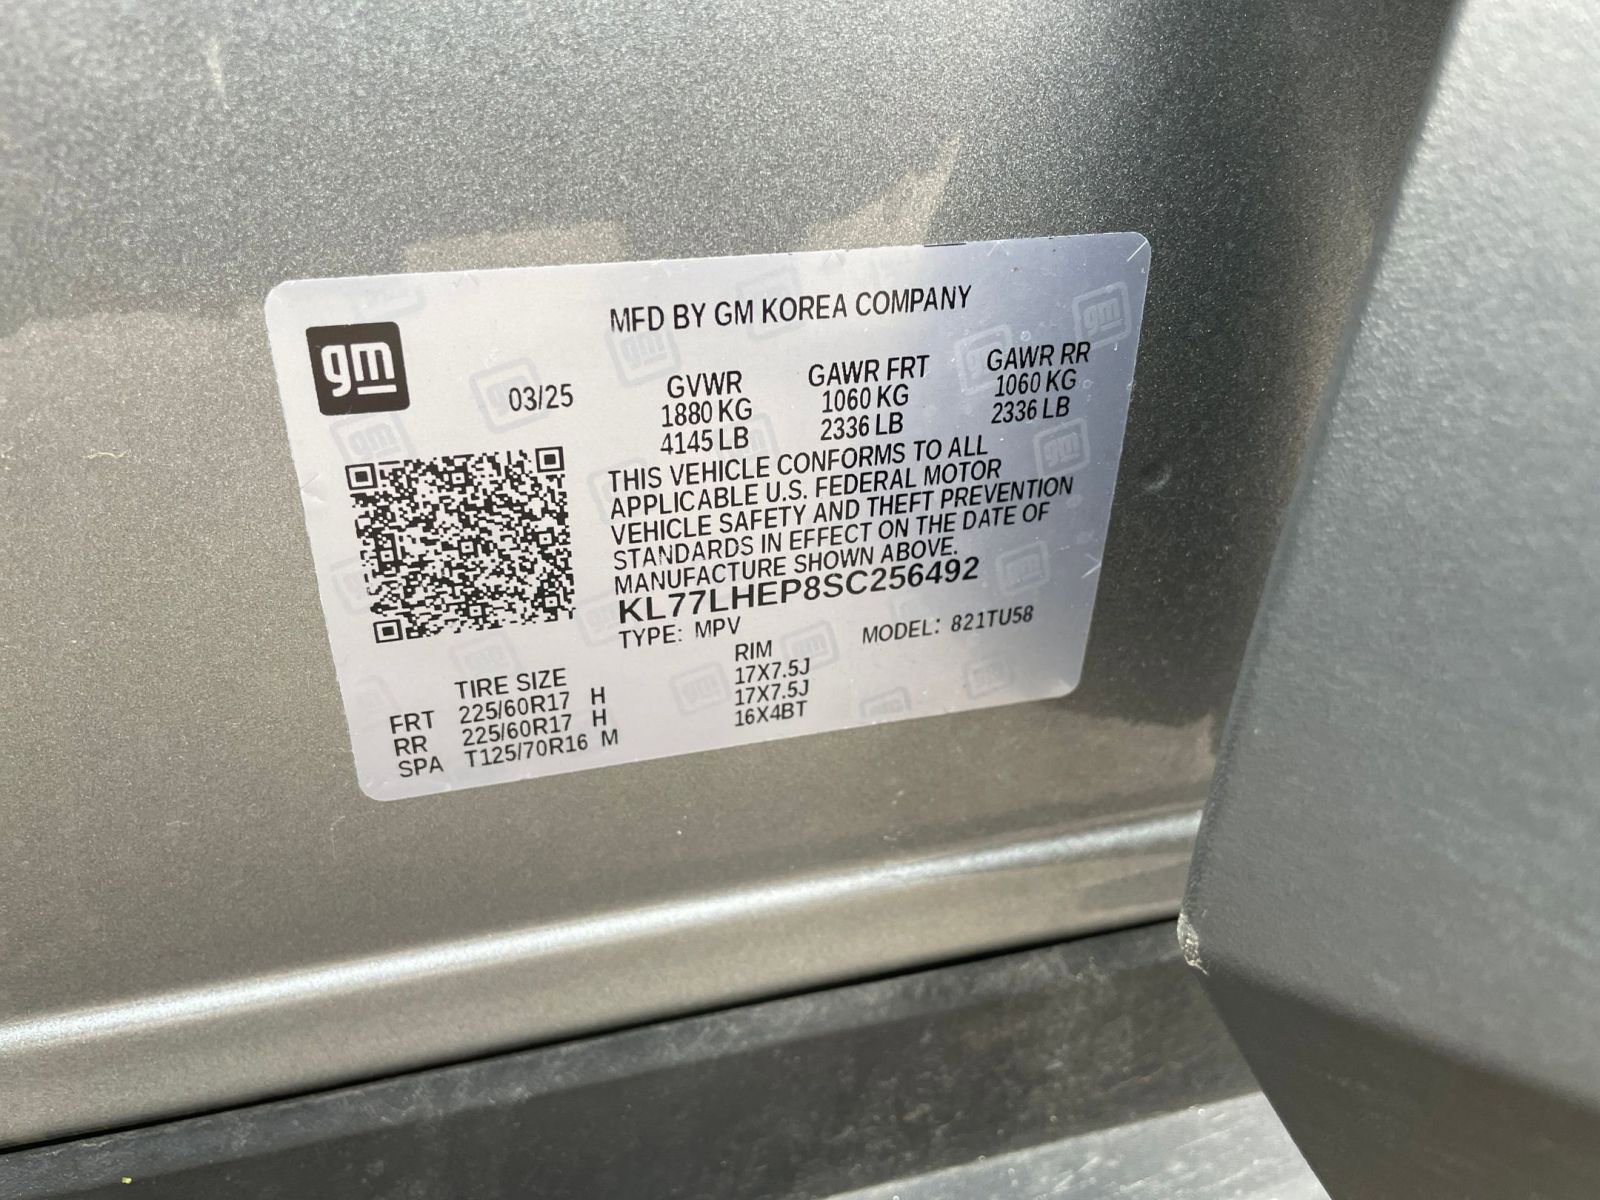 gm
MFD BY GM KOREA COMPANY
03/25
GVWR
1880 KG
4145 LB
GAWR FRT
1060 KG
2336 LB
GAWR RR
1060 KG
2336 LB
THIS VEHICLE CONFORMS TO ALL
APPLICABLE U.S. FEDERAL MOTOR
VEHICLE SAFETY AND THEFT PREVENTION
STANDARDS IN EFFECT ON THE DATE OF
MANUFACTURE SHOWN ABOVE.
KL77LHEP8SC256492
TYPE: MPV MODEL: 821TU58
TIRE SIZE RIM
FRT 225/60R17 H 17X7.5J
RR 225/60R17 H 17X7.5J
SPA T125/70R16 M 16X4BT